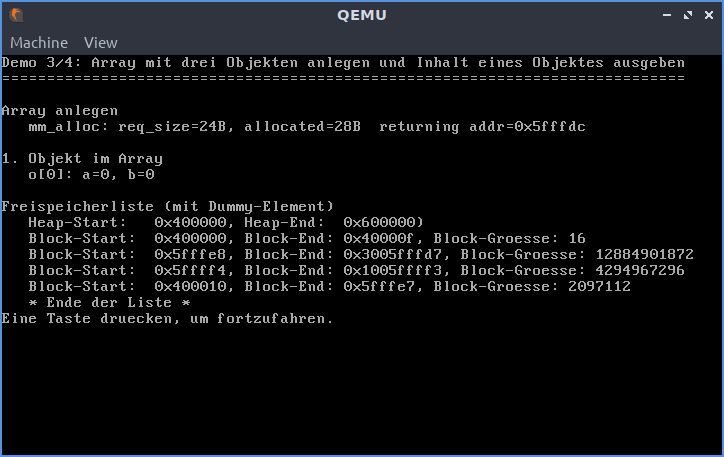 QEMU
Machine View
Demo 3/4: Array mit drei Objekten anlegen und Inhalt eines Objektes ausgeben
============================================================================
Array anlegen
mm_alloc: req_size=24B, allocated=28B  returning addr=0x5fffdc
1. Objekt im Array
o[0]: a=0, b=0
Freispeicherliste (mit Dummy-Element)
Heap-Start:   0x400000, Heap-End:  0x600000)
Block-Start:  0x400000, Block-End: 0x40000f, Block-Groesse: 16
Block-Start:  0x5fffe8, Block-End: 0x3005fffd7, Block-Groesse: 12884901872
Block-Start:  0x5ffff4, Block-End: 0x1005ffff3, Block-Groesse: 4294967296
Block-Start:  0x400010, Block-End: 0x5fffe7, Block-Groesse: 2097112
* Ende der Liste *
Eine Taste druecken, um fortzufahren.